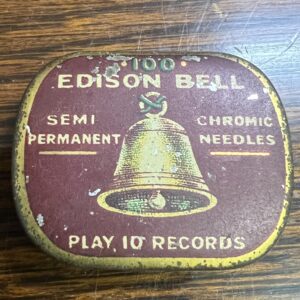 100
EDISON BELL
SEMI PERMANENT
CHROMIC NEEDLES
PLAY, 10 RECORDS